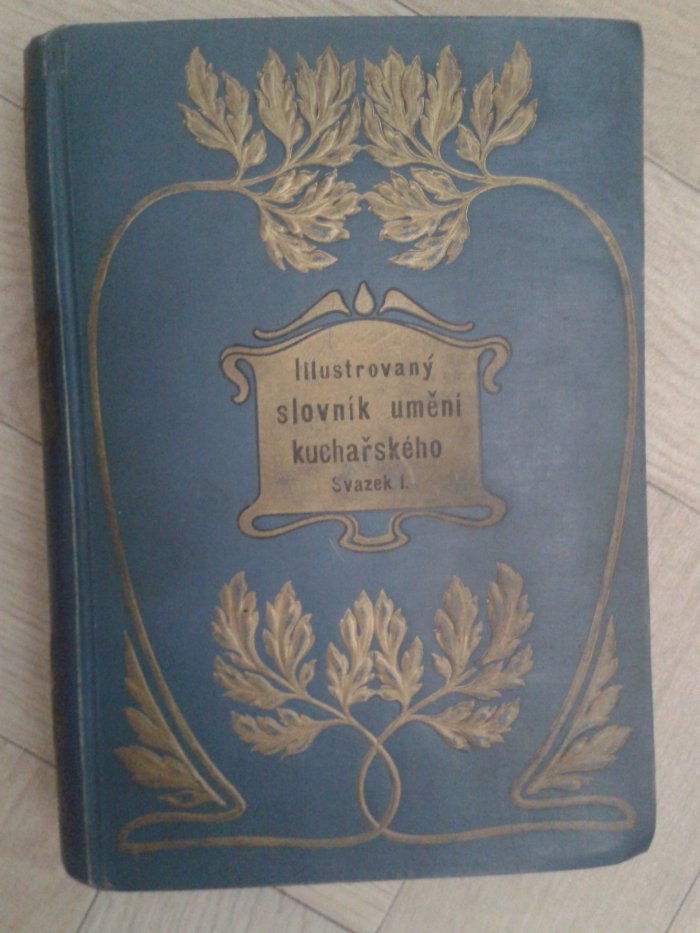 Illustrovaný
slovník umění
kuchařského
Svazek I.